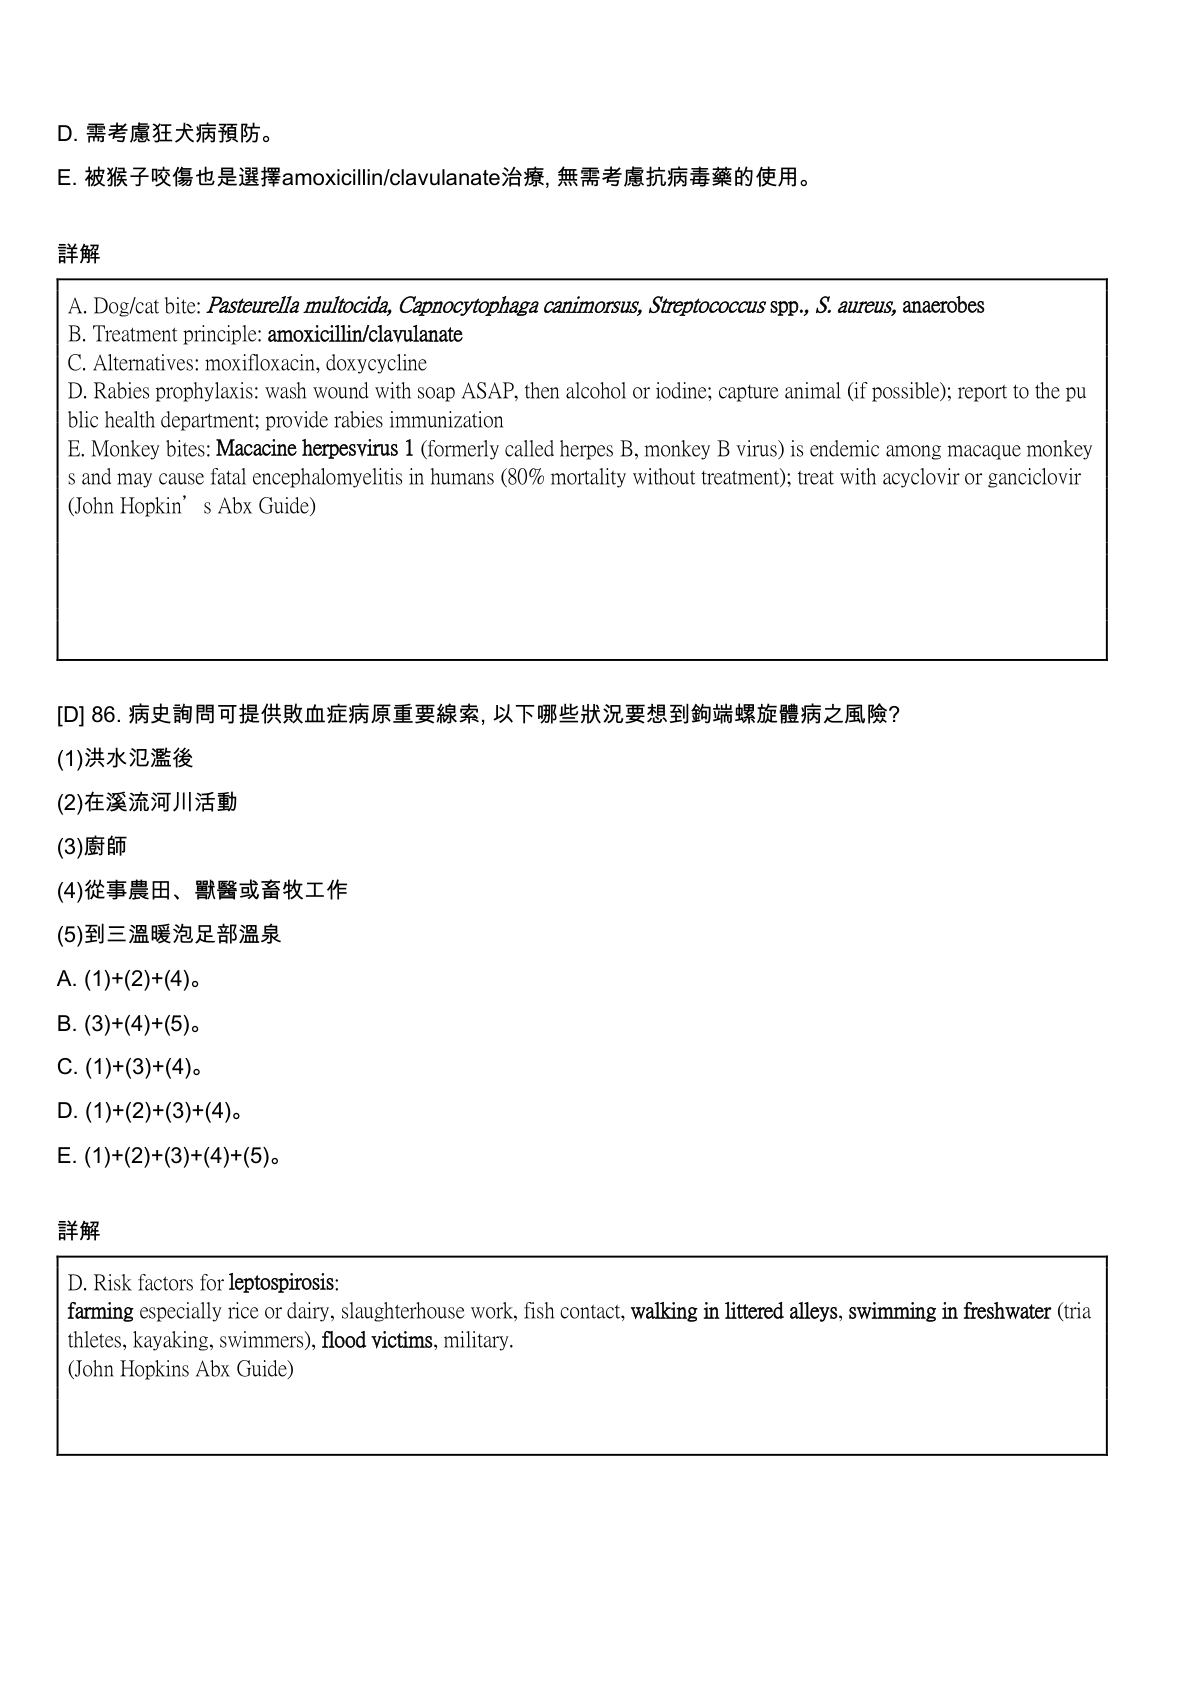 D. 需考慮狂犬病預防。
E. 被猴子咬傷也是選擇amoxicillin/clavulanate治療, 無需考慮抗病毒藥的使用。
詳解
A. Dog/cat bite: Pasteurella multocida, Capnocytophaga canimorsus, Streptococcus spp., S. aureus, anaerobes
B. Treatment principle: amoxicillin/clavulanate
C. Alternatives: moxifloxacin, doxycycline
D. Rabies prophylaxis: wash wound with soap ASAP, then alcohol or iodine; capture animal (if possible); report to the pu
blic health department; provide rabies immunization
E. Monkey bites: Macacine herpesvirus 1 (formerly called herpes B, monkey B virus) is endemic among macaque monkey
s and may cause fatal encephalomyelitis in humans (80% mortality without treatment); treat with acyclovir or ganciclovir
(John Hopkin’s Abx Guide)
[D] 86. 病史詢問可提供敗血症病原重要線索, 以下哪些狀況要想到鉤端螺旋體病之風險?
(1)洪水氾濫後
(2)在溪流河川活動
(3)廚師
(4)從事農田、獸醫或畜牧工作
(5)到三溫暖泡足部溫泉
A. (1)+(2)+(4)。
B. (3)+(4)+(5)。
C. (1)+(3)+(4)。
D. (1)+(2)+(3)+(4)。
E. (1)+(2)+(3)+(4)+(5)。
詳解
D. Risk factors for leptospirosis:
farming especially rice or dairy, slaughterhouse work, fish contact, walking in littered alleys, swimming in freshwater (tria
thletes, kayaking, swimmers), flood victims, military.
(John Hopkins Abx Guide)